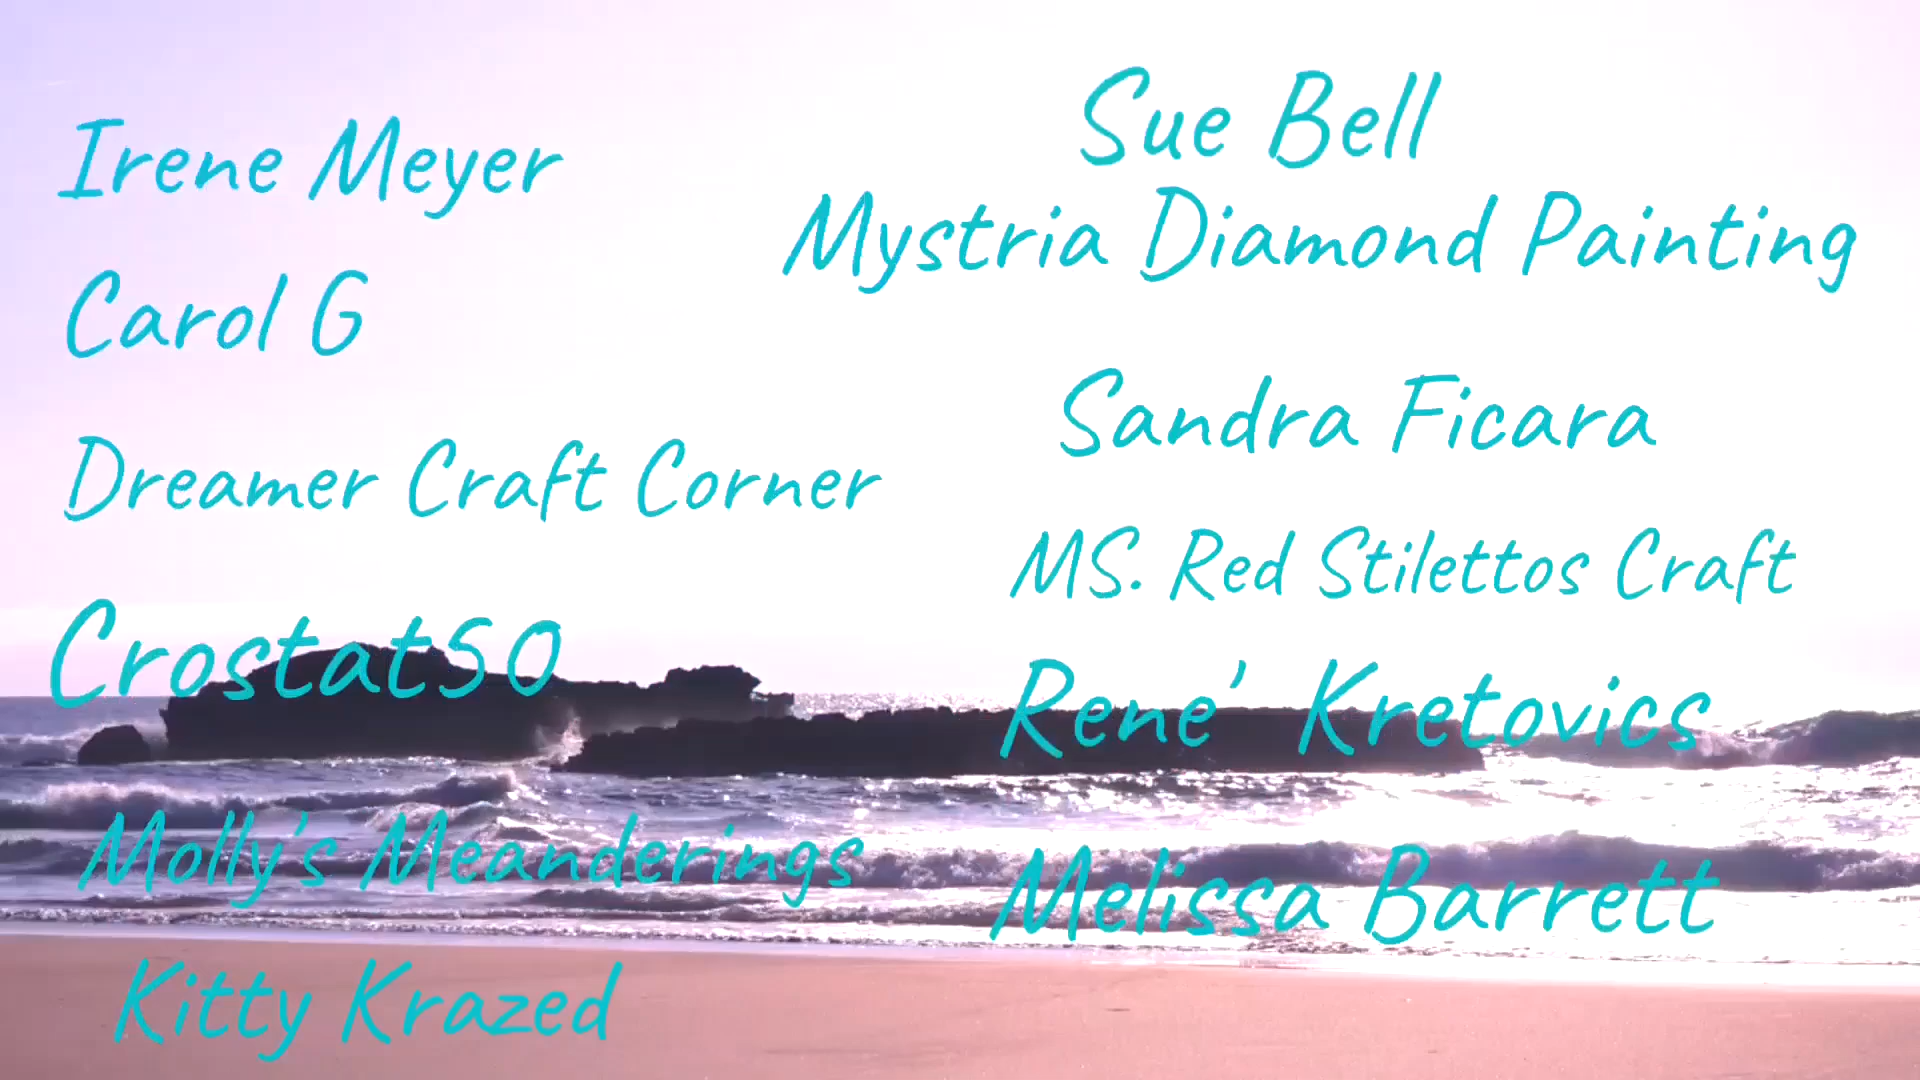 Irene Meyer
Carol G
Dreamer Craft Corner
Crostat50
Molly's Meanderings
Kitty Krazed
Sue Bell
Mystria Diamond Painting
Sandra Ficara
MS. Red Stilettos Craft
Rene' Kretovics
Melissa Barrett